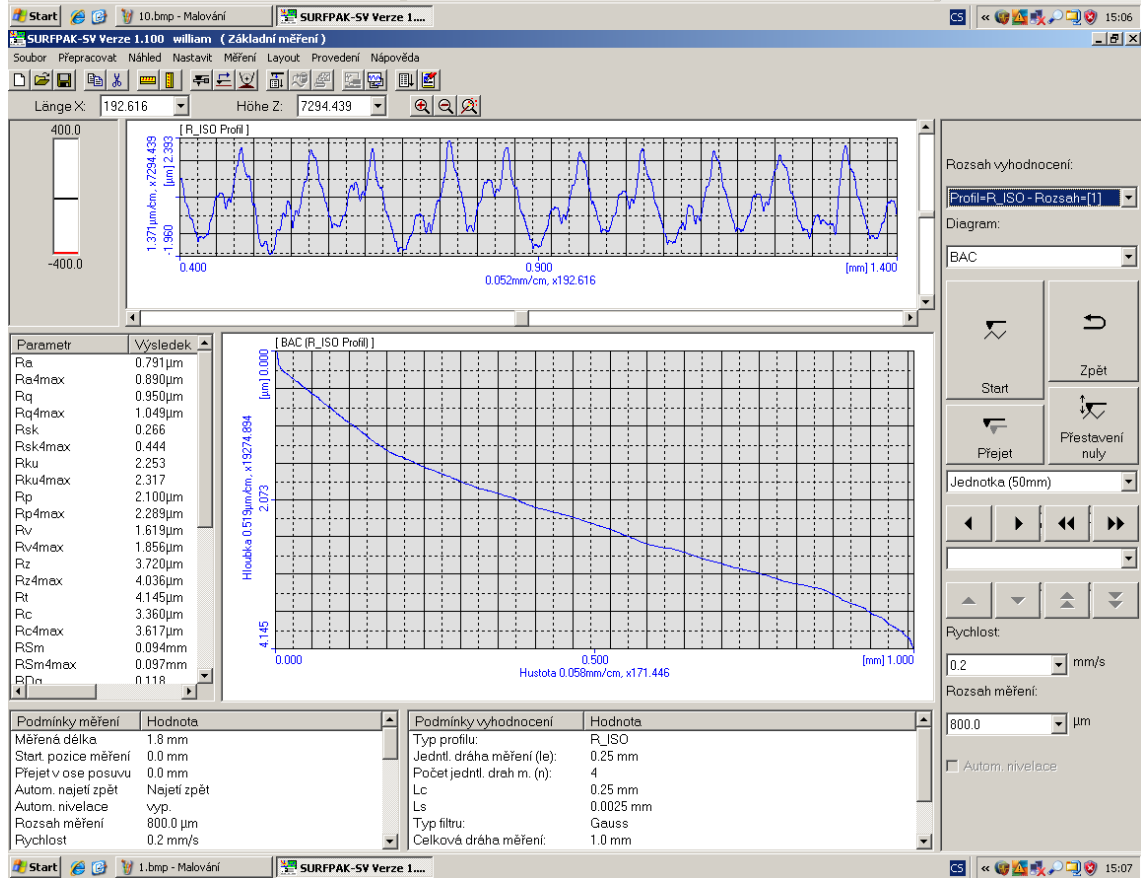 Start 10.bmp - Malování SURFPAK-SV Verze 1.... CS « 15:06
SURFPAK-SV Verze 1.100 william ( Základní měření )
Soubor Přepracovat Náhled Nastavit Měření Layout Provedení Nápověda
Länge X: 192.616 Höhe Z: 7294.439
400.0
-400.0
[ R_ISO Profil ]
1.371µm/cm, x7294.439
-1.960 [µm] 2.393
0.400 0.900 [mm] 1.400
0.052mm/cm, x192.616
Parametr Výsledek
Ra 0.791µm
Ra4max 0.890µm
Rq 0.950µm
Rq4max 1.049µm
Rsk 0.266
Rsk4max 0.444
Rku 2.253
Rku4max 2.317
Rp 2.100µm
Rp4max 2.289µm
Rv 1.619µm
Rv4max 1.856µm
Rz 3.720µm
Rz4max 4.036µm
Rt 4.145µm
Rc 3.360µm
Rc4max 3.617µm
RSm 0.094mm
RSm4max 0.097mm
RDq 0.118
[ BAC (R_ISO Profil) ]
Hloubka 0.519µm/cm, x19274.894
4.145 2.073 [µm] 0.000
0.000 0.500 [mm] 1.000
Hustota 0.058mm/cm, x171.446
Rozsah vyhodnocení:
Profil=R_ISO - Rozsah=[1]
Diagram:
BAC
Start
Zpět
Přejet
Přestavení
nuly
Jednotka (50mm)
Rychlost:
0.2 mm/s
Rozsah měření:
800.0 µm
Autom. nivelace
Podmínky měření Hodnota
Měřená délka 1.8 mm
Start. pozice měření 0.0 mm
Přejet v ose posuvu 0.0 mm
Autom. najetí zpět Najetí zpět
Autom. nivelace vyp.
Rozsah měření 800.0 µm
Rychlost 0.2 mm/s
Podmínky vyhodnocení Hodnota
Typ profilu: R_ISO
Jedntl. dráha měření (le): 0.25 mm
Počet jedntl. drah m. (n): 4
Lc 0.25 mm
Ls 0.0025 mm
Typ filtru: Gauss
Celková dráha měření: 1.0 mm
Start 1.bmp - Malování SURFPAK-SV Verze 1.... CS « 15:07